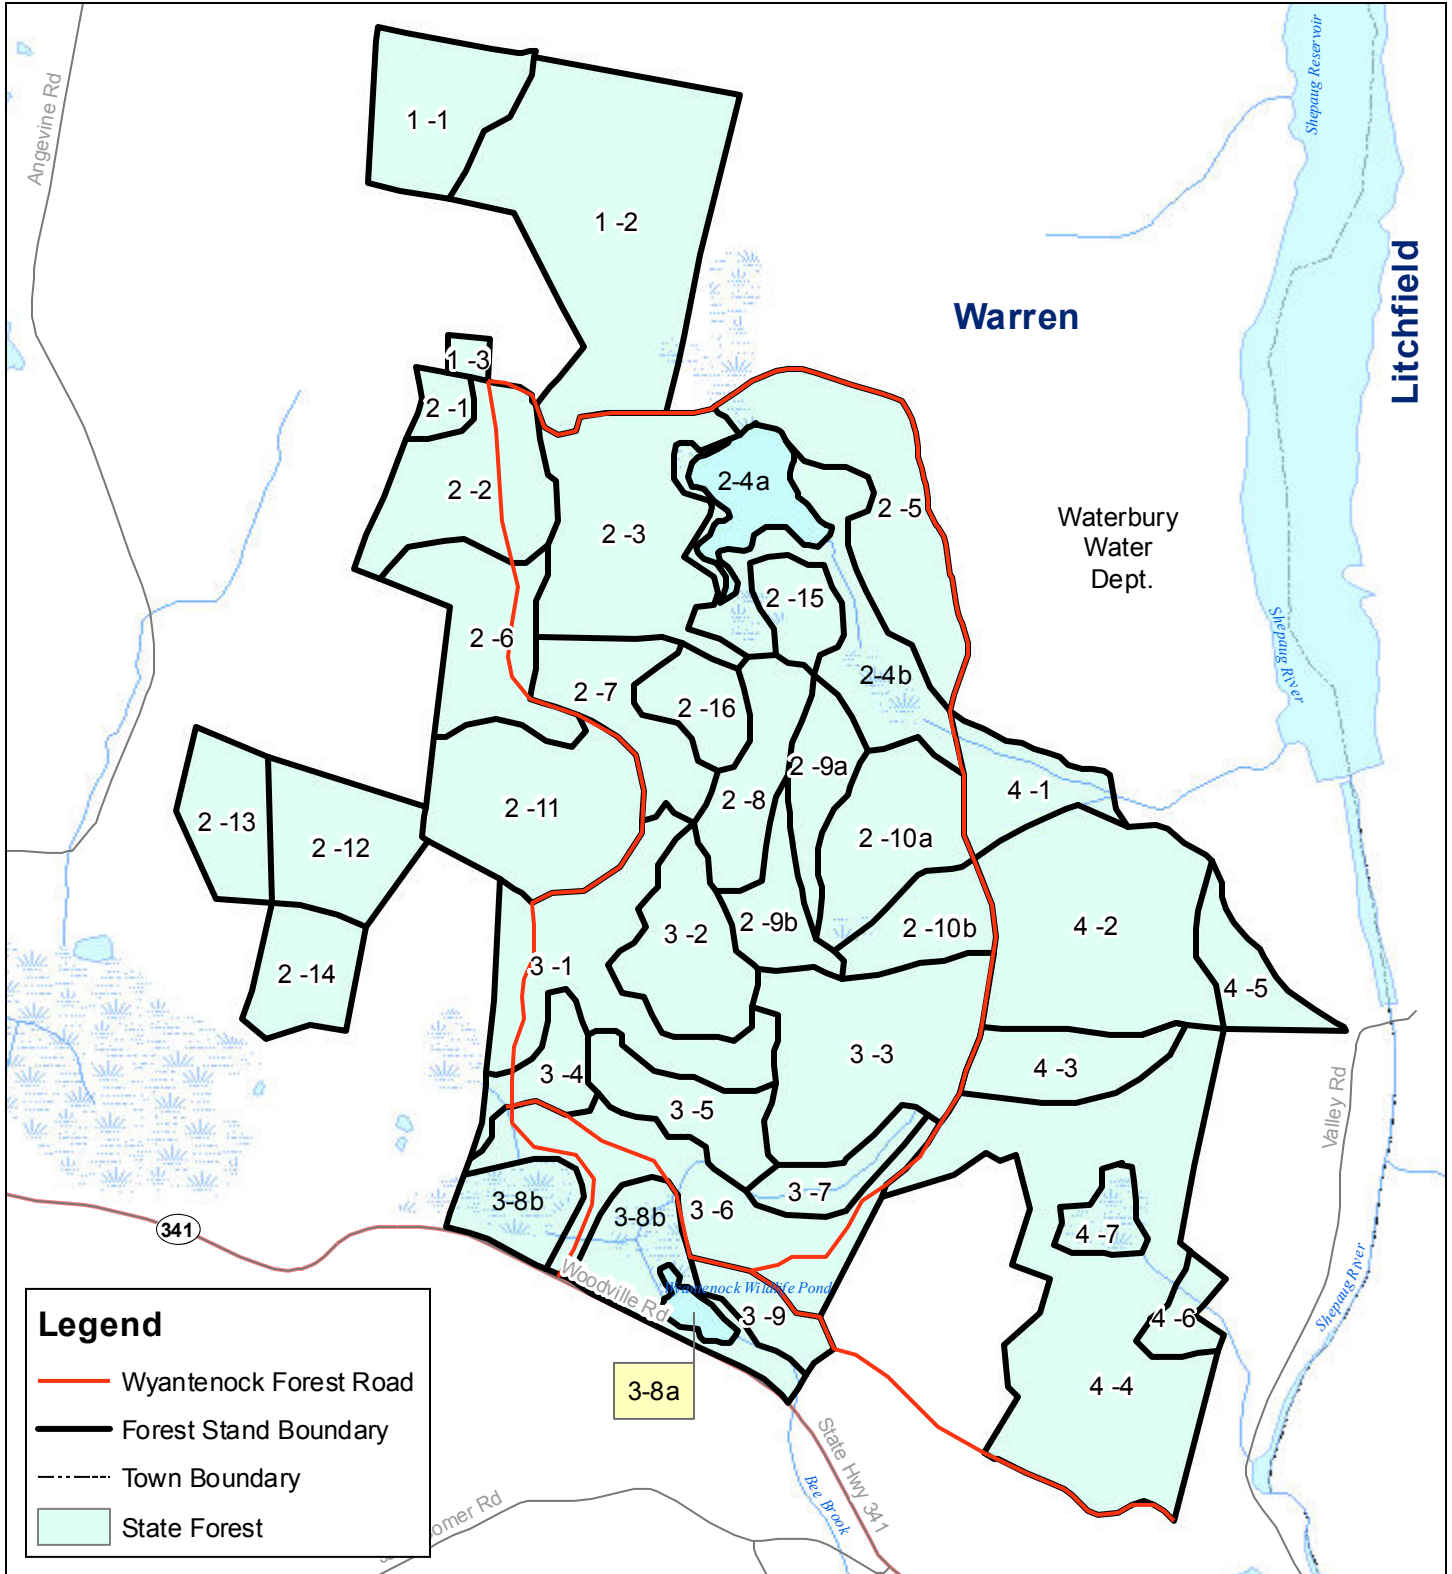 Angevine Rd
1 -1
1 -2
1 -3
Shepaug Reservoir
Warren
Litchfield
2 -1
2 -2
2 -3
2-4a
2 -5
Waterbury
Water
Dept.
2 -15
2 -6
2-4b
Shepaug River
2 -7
2 -16
2 -9a
2 -8
4 -1
2 -11
2 -13
2 -12
2 -10a
3 -2
2 -9b
2 -10b
4 -2
2 -14
3 -1
4 -5
3 -3
3 -4
4 -3
3 -5
Valley Rd
3 -7
3-8b
3-8b
3 -6
341
4 -7
Woodville Rd
Wyantenock Wildlife Pond
3 -9
4 -6
Shepaug River
3-8a
4 -4
State Hwy 341
Bee Brook
Legend
Wyantenock Forest Road
Forest Stand Boundary
Town Boundary
State Forest
Rd